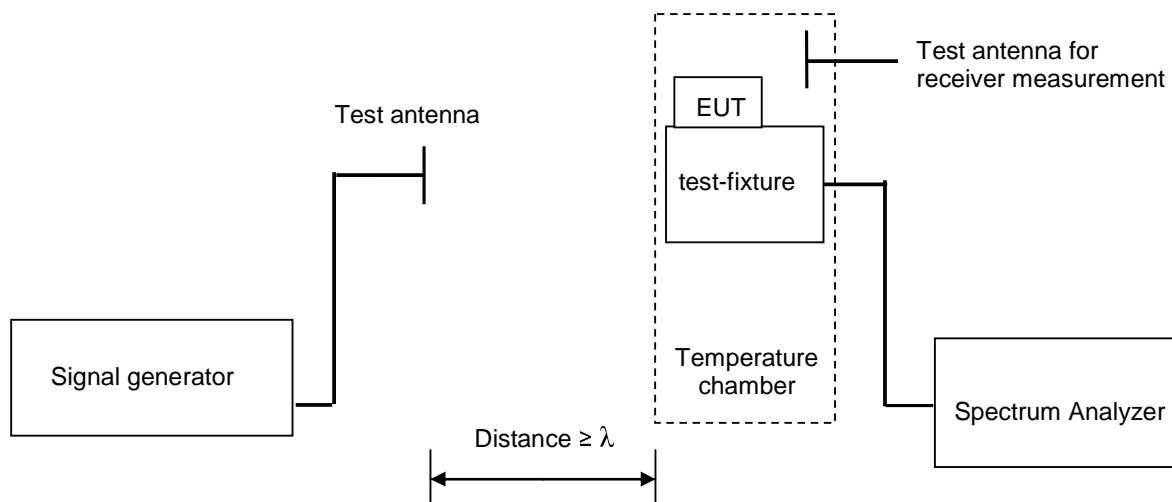 Test antenna for
receiver measurement
Test antenna
EUT
test-fixture
Signal generator
Temperature
chamber
Spectrum Analyzer
Distance ≥ λ